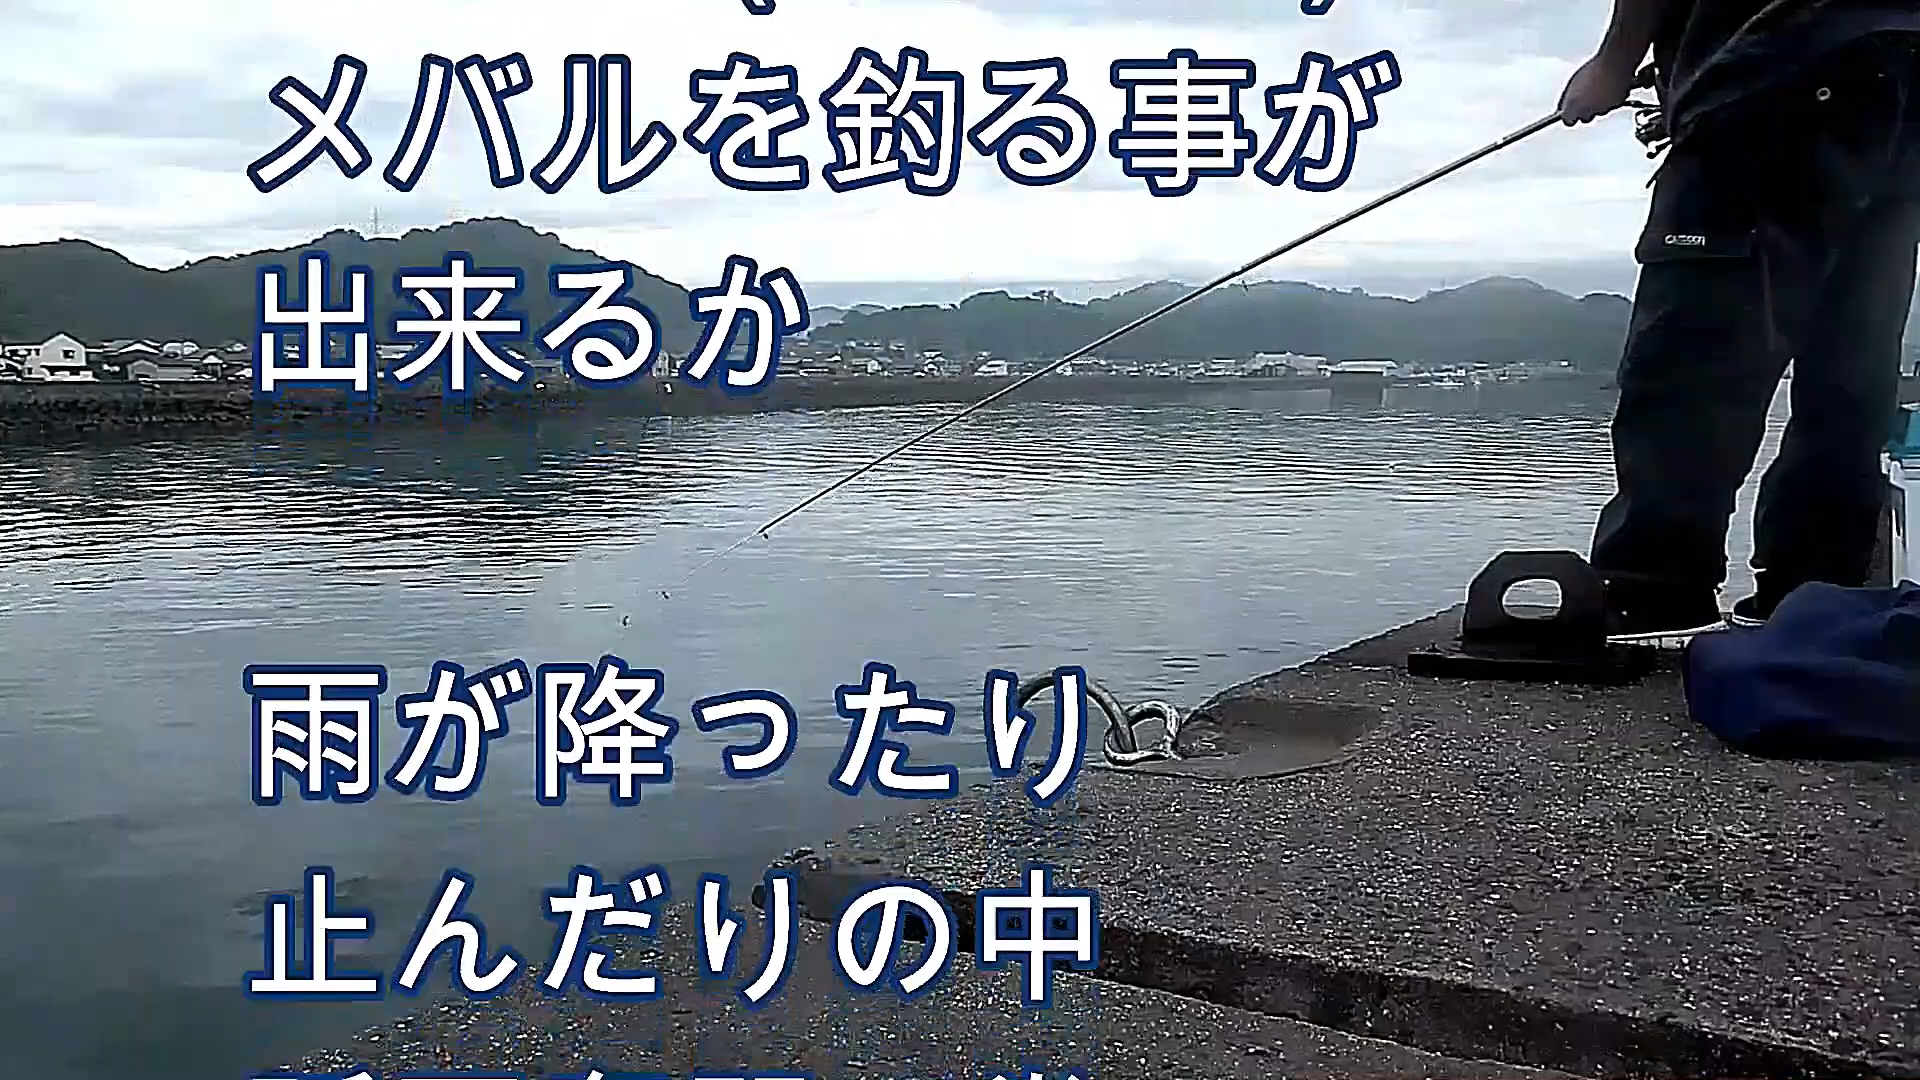 メバルを釣る事が
出来るか
雨が降ったり
止んだりの中